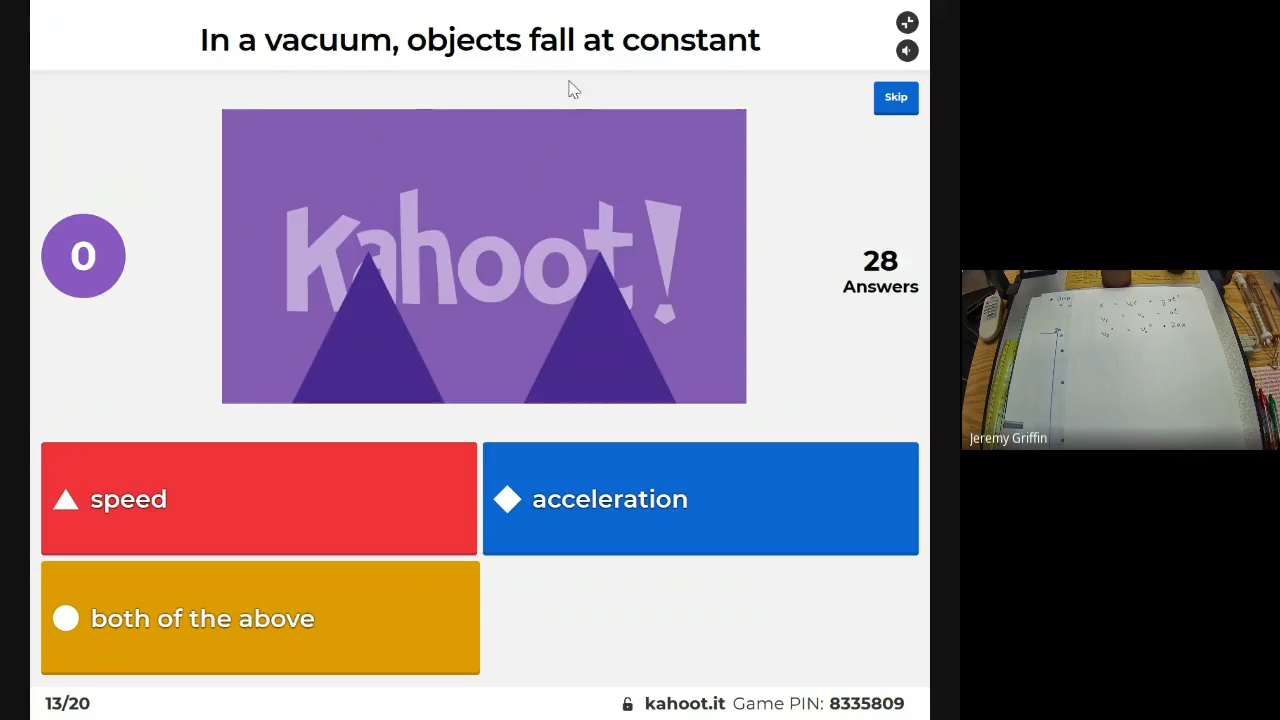 In a vacuum, objects fall at constant
Skip
Kahoot!
0
28
Answers
speed
acceleration
both of the above
Jeremy Griffin
13/20
kahoot.it Game PIN: 8335809